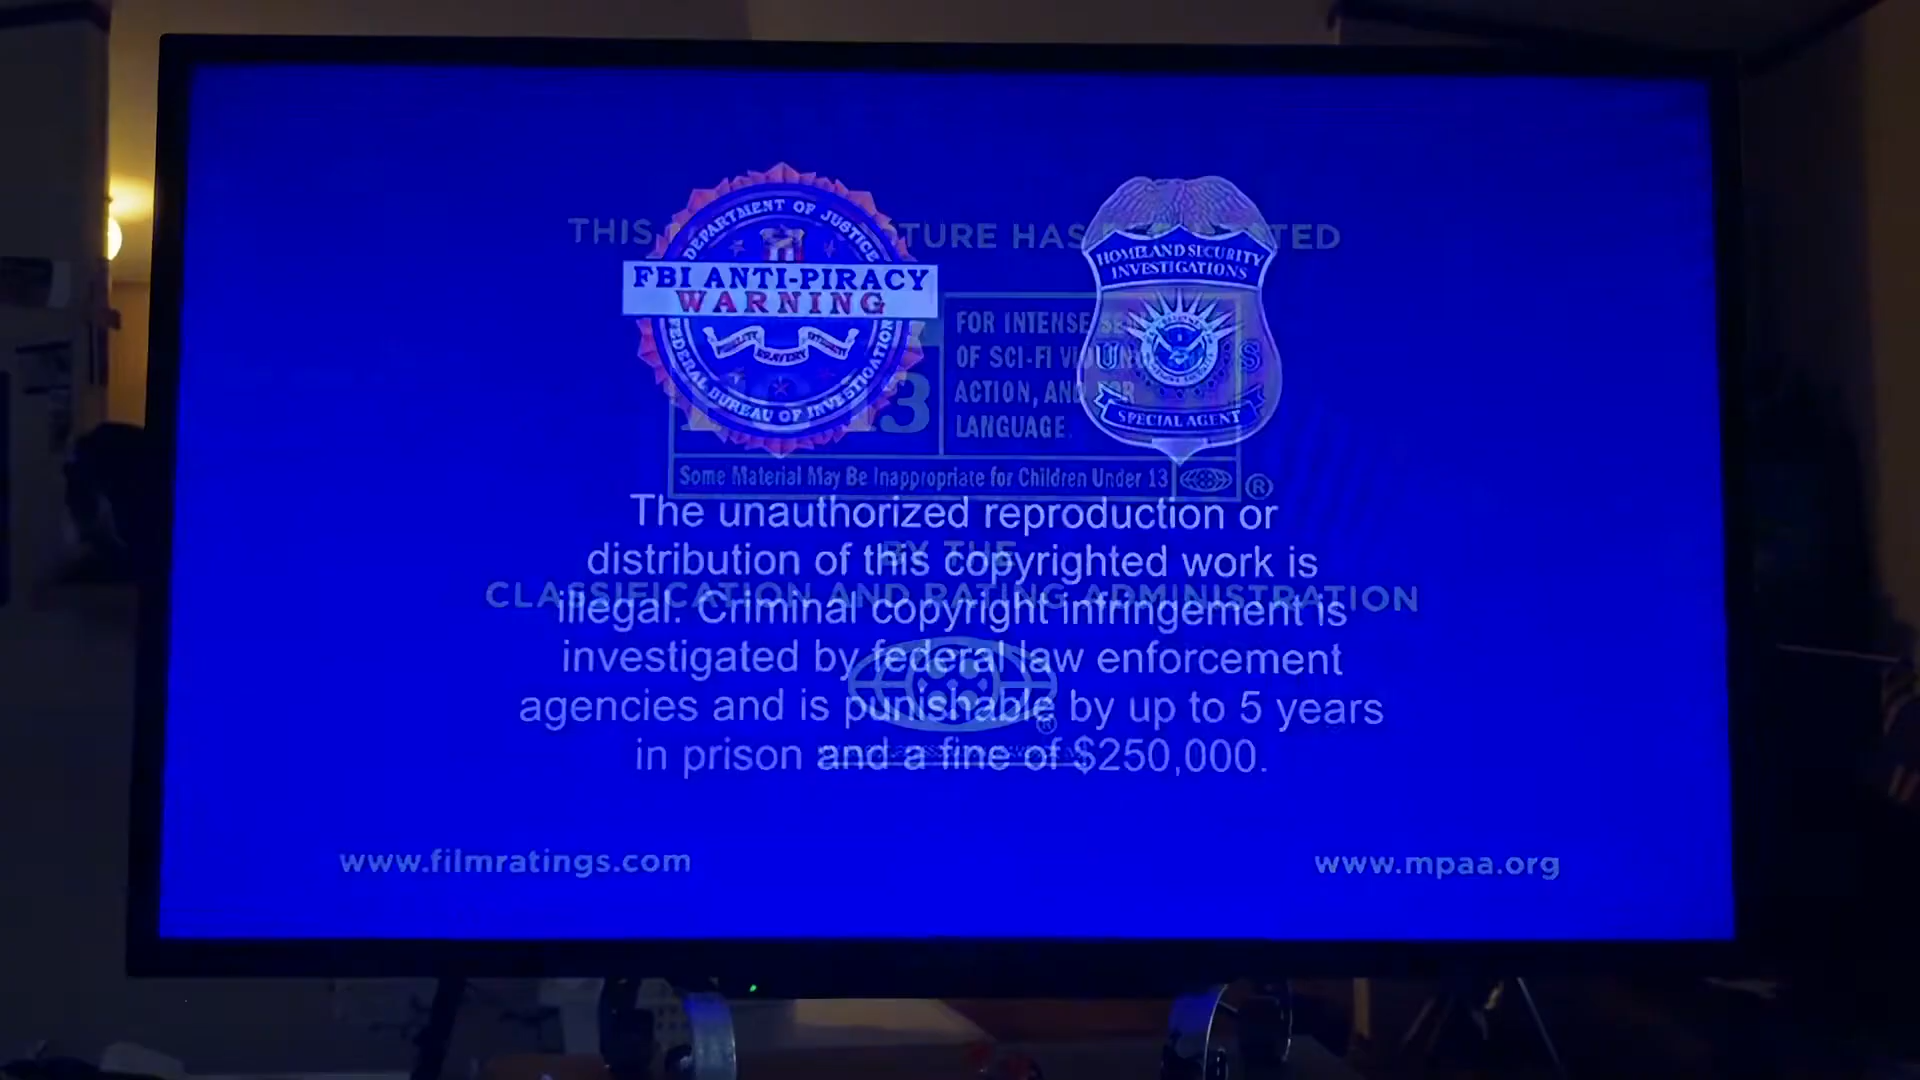 THIS TURE HAS TED
DEPARTMENT OF JUSTICE
FBI ANTI-PIRACY
WARNING
BRAVERY
FEDERAL BUREAU OF INVESTIGATION
HOMELAND SECURITY
INVESTIGATIONS
U S
SPECIAL AGENT
13
FOR INTENSE
OF SCI-FI
ACTION, AND FOR
LANGUAGE.
Some Material May Be Inappropriate for Children Under 13
®
The unauthorized reproduction or
distribution of this copyrighted work is
illegal. Criminal copyright infringement is
investigated by federal law enforcement
agencies and is punishable by up to 5 years
in prison and a fine of $250,000.
BY THE
CLASSIFICATION AND RATING ADMINISTRATION
®
www.filmratings.com
www.mpaa.org